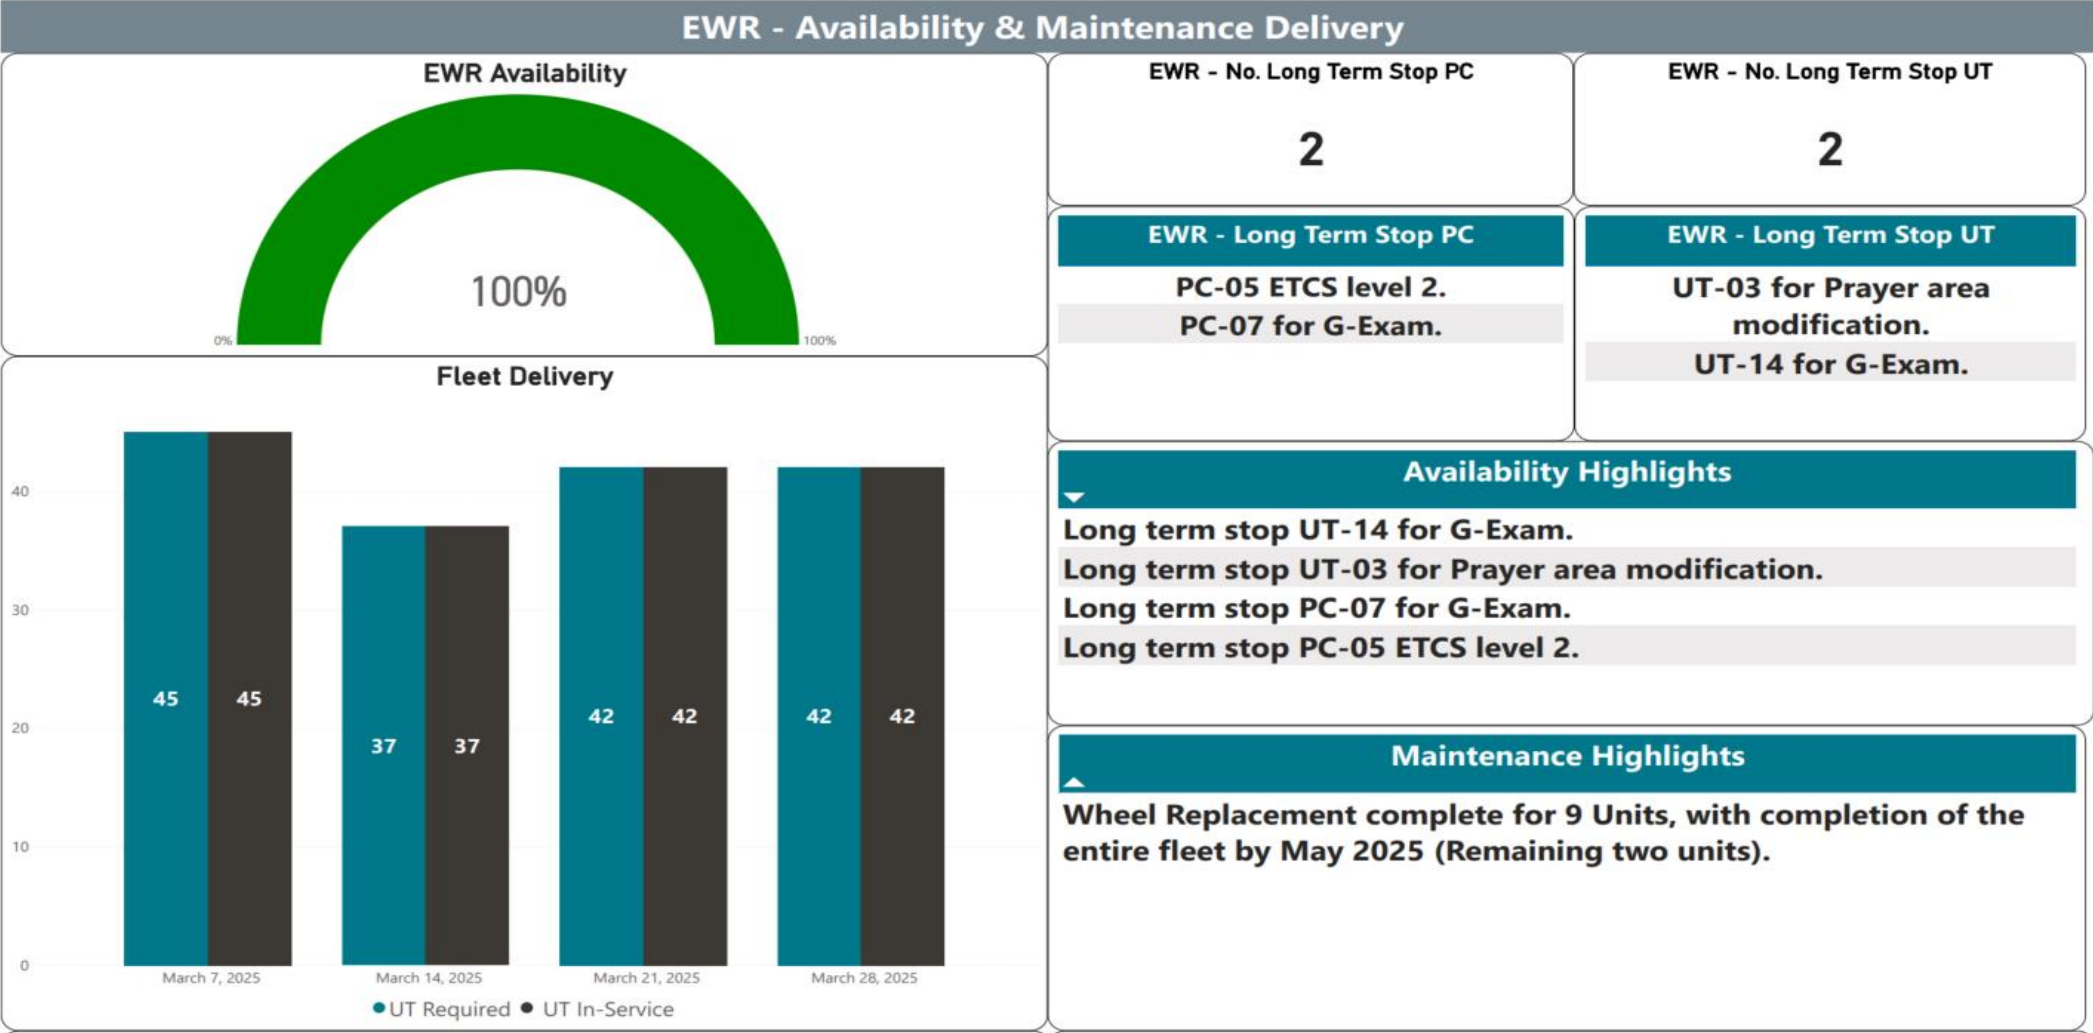 EWR - Availability & Maintenance Delivery
EWR Availability
100%
0%
100%
EWR - No. Long Term Stop PC
2
EWR - No. Long Term Stop UT
2
EWR - Long Term Stop PC
PC-05 ETCS level 2.
PC-07 for G-Exam.
EWR - Long Term Stop UT
UT-03 for Prayer area
modification.
UT-14 for G-Exam.
Fleet Delivery
40
30
20
10
0
45
45
37
37
42
42
42
42
March 7, 2025
March 14, 2025
March 21, 2025
March 28, 2025
UT Required
UT In-Service
Availability Highlights
Long term stop UT-14 for G-Exam.
Long term stop UT-03 for Prayer area modification.
Long term stop PC-07 for G-Exam.
Long term stop PC-05 ETCS level 2.
Maintenance Highlights
Wheel Replacement complete for 9 Units, with completion of the
entire fleet by May 2025 (Remaining two units).